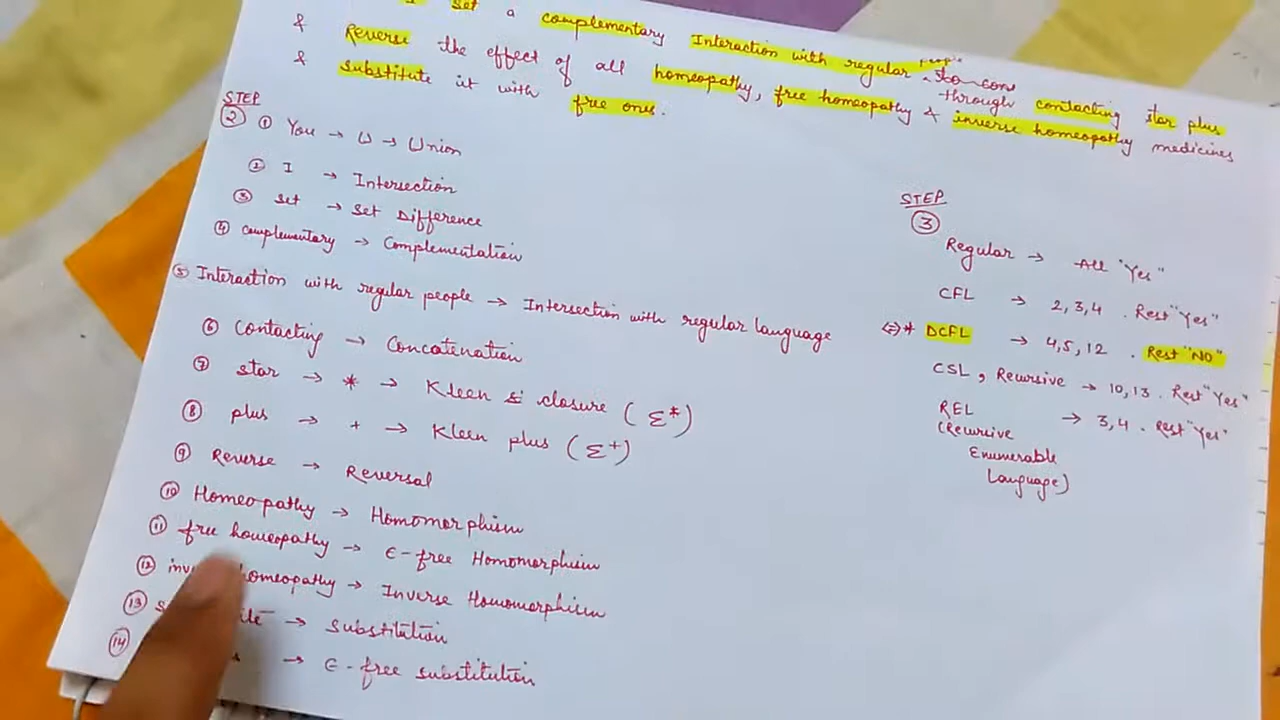 set a complementary Interaction with regular people
& Reverse the effect of all homeopathy, free homeopathy & through contacting star plus
& substitute it with free ones. inverse homeopathy medicines
STEP
② ① You → U → Union
② I → Intersection
③ set → Set Difference
④ complementary → Complementation
⑤ Interaction with regular people → Intersection with regular language
⑥ Contacting → Concatenation
⑦ star → * → Kleen closure (Σ*)
⑧ plus → + → Kleen plus (Σ+)
⑨ Reverse → Reversal
⑩ Homeopathy → Homomorphism
⑪ free homeopathy → ϵ-free Homomorphism
⑫ inv homeopathy → Inverse Homomorphism
⑬ s → Substitution
⑭ → ϵ-free substitution
STEP
③
Regular → All "Yes"
CFL → 2,3,4 . Rest "Yes"
⇔* DCFL → 4,5,12 . Rest "NO"
CSL , Recursive → 10,13 . Rest "Yes"
REL → 3,4 . Rest "Yes"
(Recursive
Enumerable
Language)